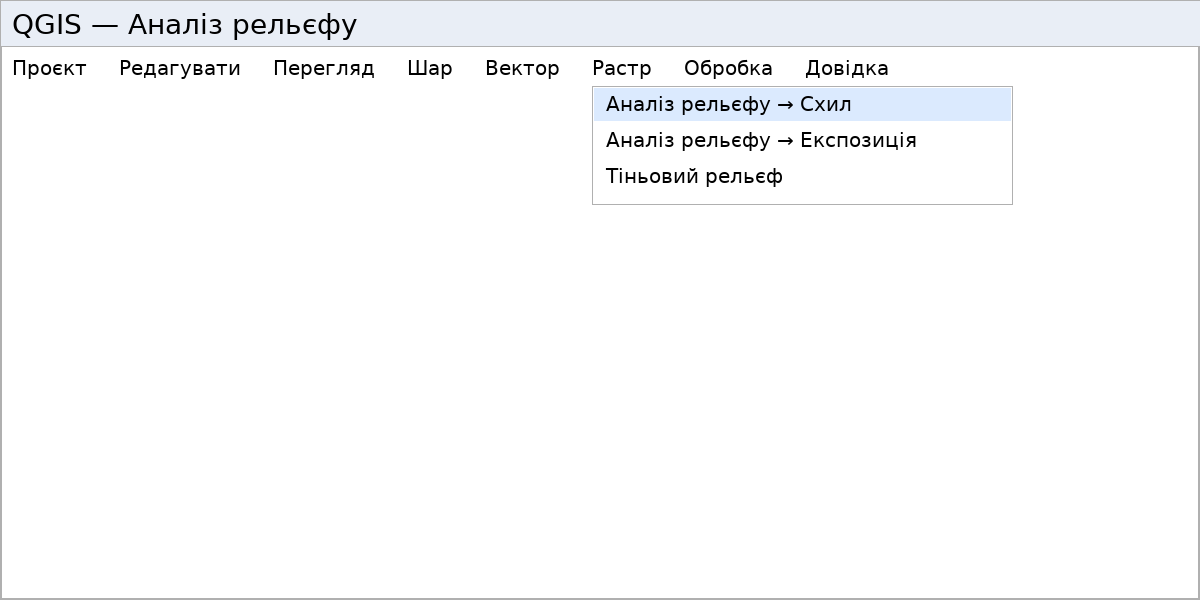 QGIS — Аналіз рельєфу
Проєкт Редагувати Перегляд Шар Вектор Растр Обробка Довідка
Аналіз рельєфу → Схил
Аналіз рельєфу → Експозиція
Тіньовий рельєф